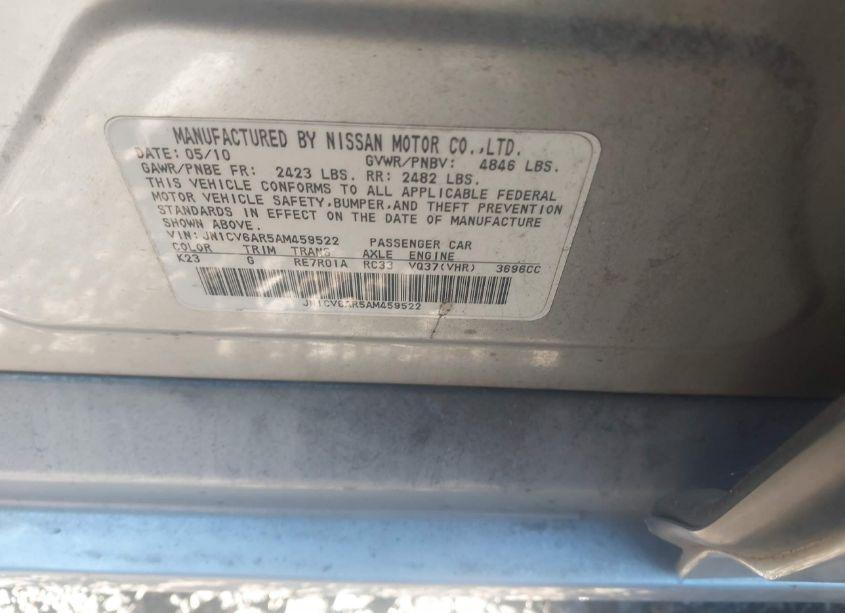 MANUFACTURED BY NISSAN MOTOR CO.,LTD.
DATE: 05/10 GVWR/PNBV: 4846 LBS.
GAWR/PNBE FR: 2423 LBS. RR: 2482 LBS.
THIS VEHICLE CONFORMS TO ALL APPLICABLE FEDERAL
MOTOR VEHICLE SAFETY,BUMPER,AND THEFT PREVENTION
STANDARDS IN EFFECT ON THE DATE OF MANUFACTURE
SHOWN ABOVE.
VIN: JN1CV6AR5AM459522 PASSENGER CAR
COLOR TRIM TRANS AXLE ENGINE
K23 G RE7R01A RC33 VQ37(VHR) 3696CC
JN1CV6AR5AM459522